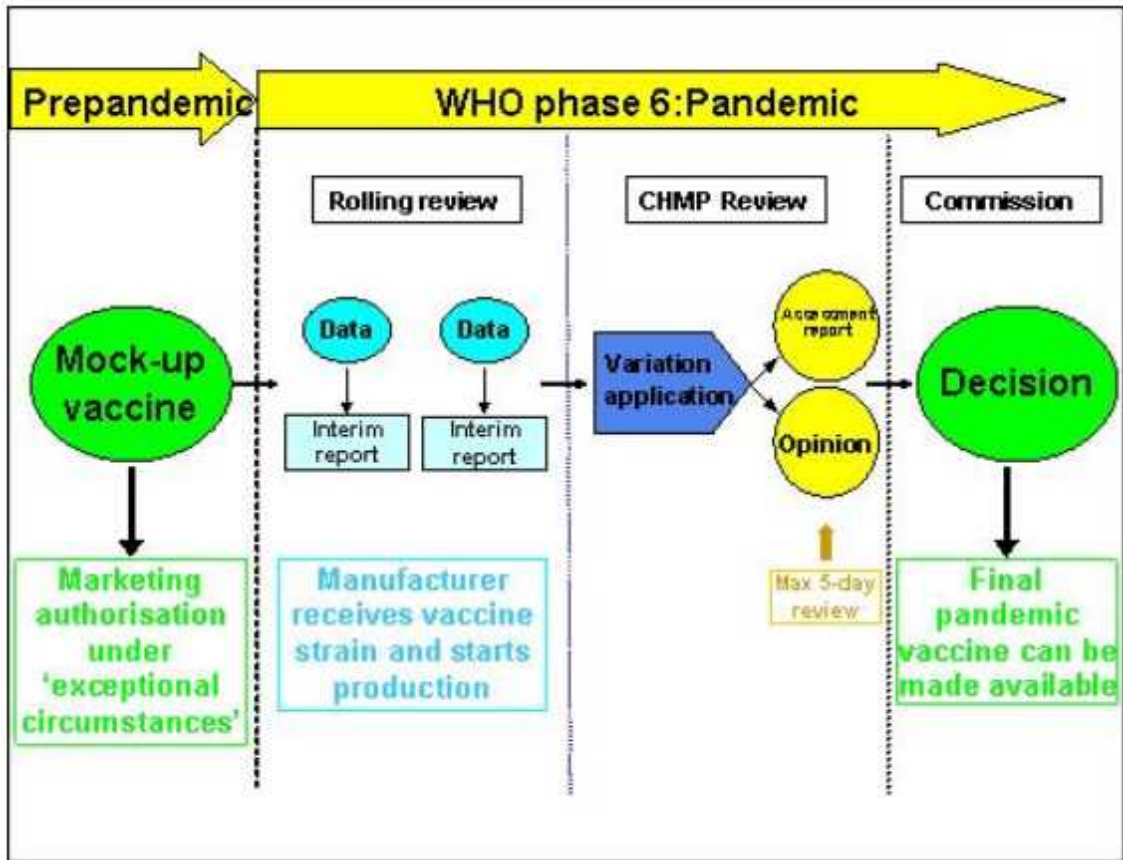 Prepandemic
WHO phase 6:Pandemic
Rolling review
CHMP Review
Commission
Mock-up
vaccine
Data
Data
Interim
report
Interim
report
Variation
application
Assessment
report
Opinion
Decision
Max 5-day
review
Marketing
authorisation
under
‘exceptional
circumstances’
Manufacturer
receives vaccine
strain and starts
production
Final
pandemic
vaccine can be
made available